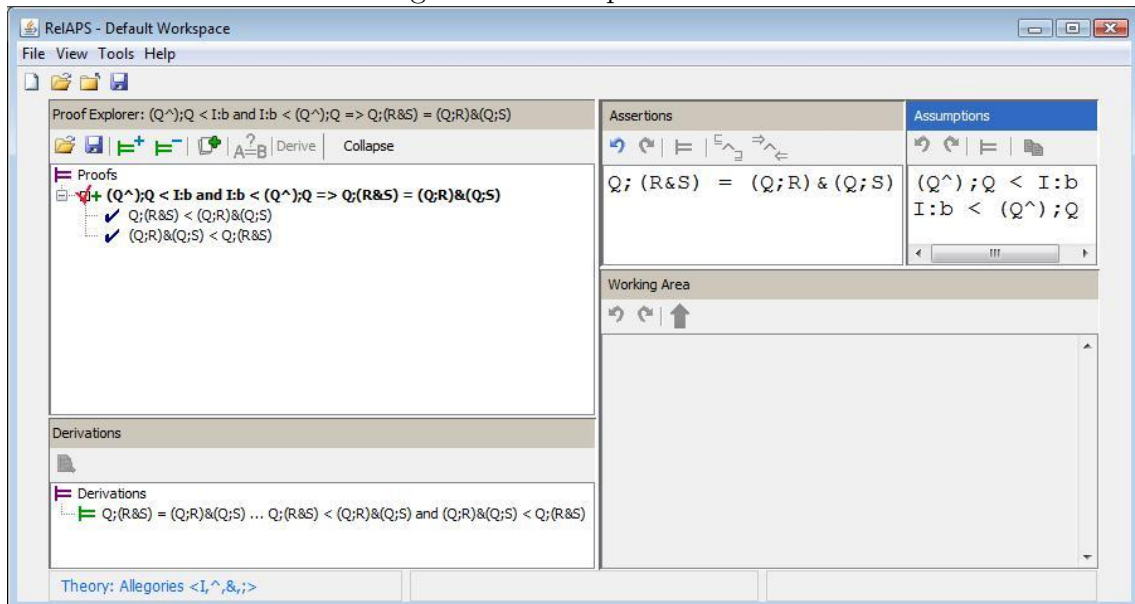 RelAPS - Default Workspace
File View Tools Help
Proof Explorer: (Q^);Q < I:b and I:b < (Q^);Q => Q;(R&S) = (Q;R)&(Q;S)
A=B Derive Collapse
Proofs
(Q^);Q < I:b and I:b < (Q^);Q => Q;(R&S) = (Q;R)&(Q;S)
Q;(R&S) < (Q;R)&(Q;S)
(Q;R)&(Q;S) < Q;(R&S)
Derivations
Derivations
Q;(R&S) = (Q;R)&(Q;S) ... Q;(R&S) < (Q;R)&(Q;S) and (Q;R)&(Q;S) < Q;(R&S)
Assertions
Q;(R&S) = (Q;R)&(Q;S)
Assumptions
(Q^);Q < I:b
I:b < (Q^);Q
Working Area
Theory: Allegories <I,^,&,;>